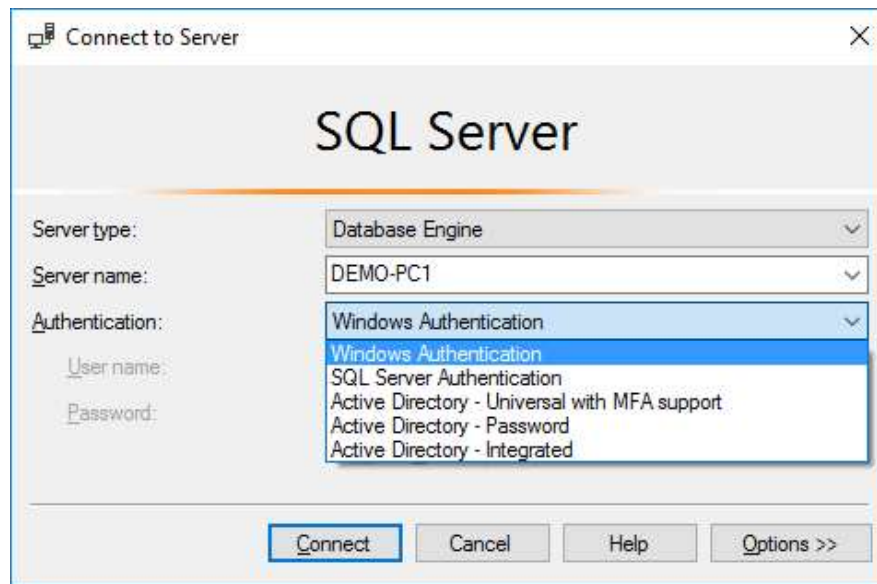 Connect to Server
SQL Server
Server type: Database Engine
Server name: DEMO-PC1
Authentication: Windows Authentication
Windows Authentication
User name:
SQL Server Authentication
Active Directory - Universal with MFA support
Password:
Active Directory - Password
Active Directory - Integrated
Connect Cancel Help Options >>